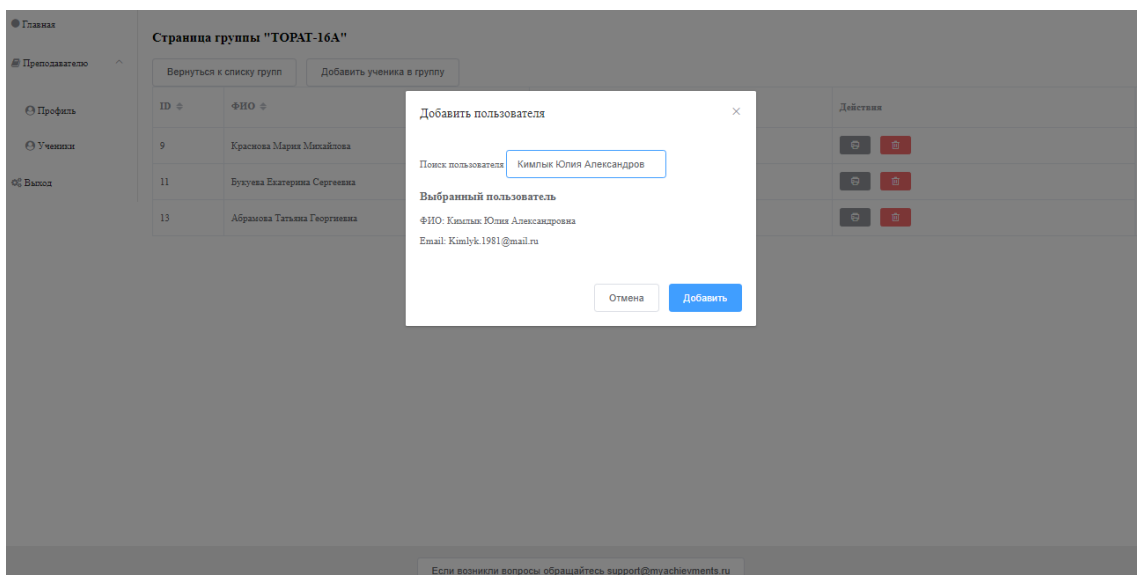 Главная
Страница группы "ТОРАТ-16А"
Преподавателю
Вернуться к списку групп
Добавить ученика в группу
Профиль
Ученики
Выход
ID
ФИО
Действия
9
Краснова Мария Михайлова
11
Букуева Екатерина Сергеевна
13
Абрамова Татьяна Георгиевна
Добавить пользователя
Поиск пользователя
Кимлык Юлия Александров
Выбранный пользователь
ФИО: Кимлык Юлия Александровна
Email: Kimlyk.1981@mail.ru
Отмена
Добавить
Если возникли вопросы обращайтесь support@myachievments.ru